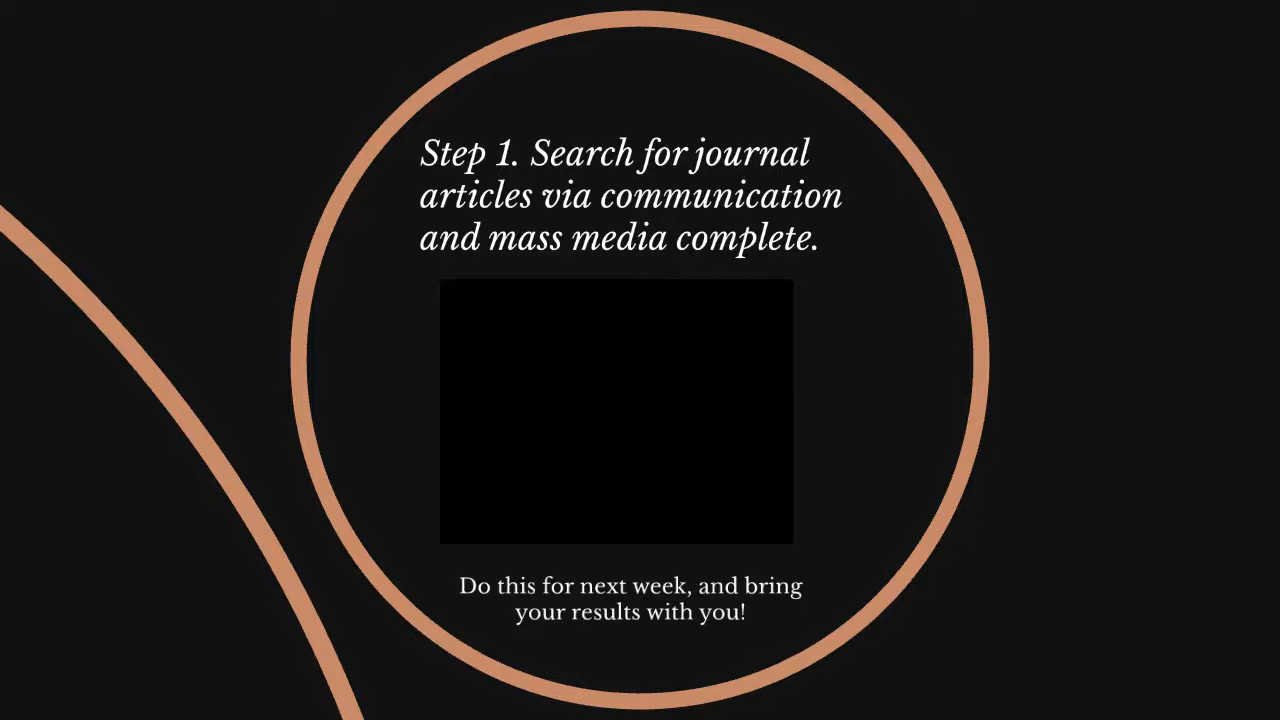 Step 1. Search for journal
articles via communication
and mass media complete.
Do this for next week, and bring
your results with you!